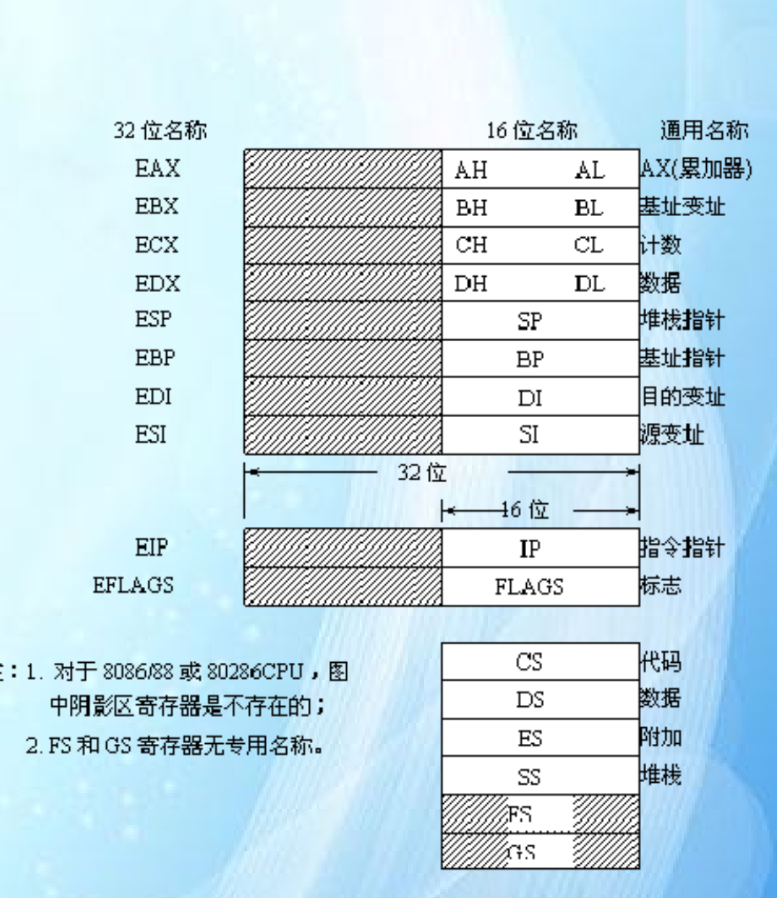 32 位名称 16 位名称 通用名称
EAX AH AL AX(累加器)
EBX BH BL 基址变址
ECX CH CL 计数
EDX DH DL 数据
ESP SP 堆栈指针
EBP BP 基址指针
EDI DI 目的变址
ESI SI 源变址
32 位
16 位
EIP IP 指令指针
EFLAGS FLAGS 标志
CS 代码
:1. 对于 8086/88 或 80286CPU，图
DS 数据
中阴影区寄存器是不存在的；
ES 附加
2. FS 和 GS 寄存器无专用名称。
SS 堆栈
FS
GS